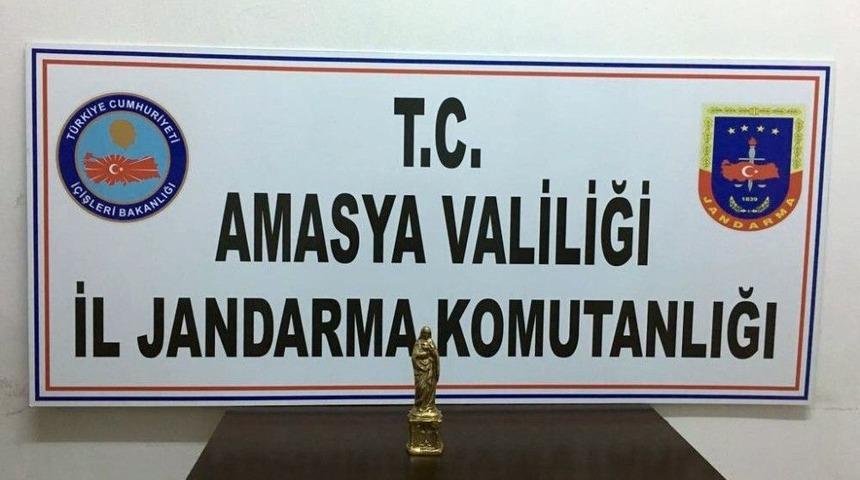 TÜRKİYE CUMHURİYETİ
İÇİŞLERİ BAKANLIĞI
T.C.
AMASYA VALİLİĞİ
İL JANDARMA KOMUTANLIĞI
1839
JANDARMA